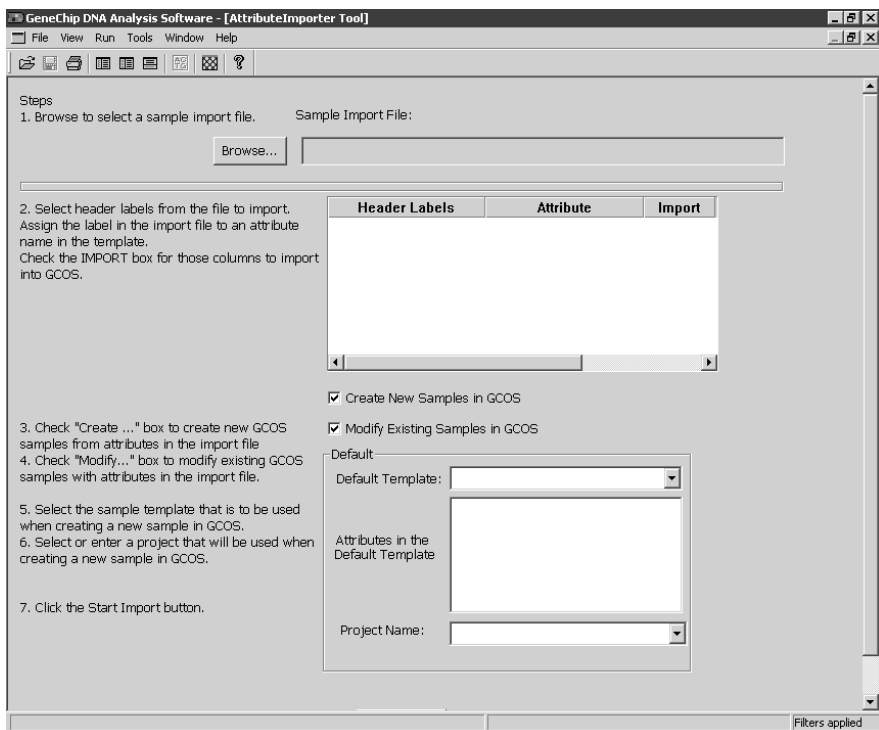 GeneChip DNA Analysis Software - [AttributeImporter Tool]
File View Run Tools Window Help
Steps
1. Browse to select a sample import file.
Sample Import File:
Browse...
2. Select header labels from the file to import.
Assign the label in the import file to an attribute
name in the template.
Check the IMPORT box for those columns to import
into GCOS.
Header Labels Attribute Import
Create New Samples in GCOS
Modify Existing Samples in GCOS
3. Check "Create ..." box to create new GCOS
samples from attributes in the import file
4. Check "Modify..." box to modify existing GCOS
samples with attributes in the import file.
5. Select the sample template that is to be used
when creating a new sample in GCOS.
6. Select or enter a project that will be used when
creating a new sample in GCOS.
7. Click the Start Import button.
Default
Default Template:
Attributes in the
Default Template
Project Name:
Filters applied